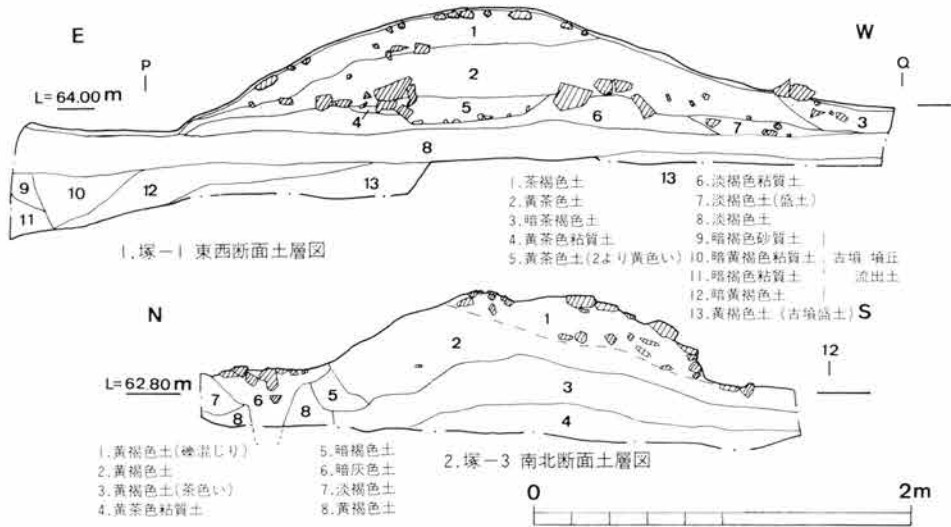 E
W
P
Q
L=64.00m
1
2
5
4
6
7
3
8
9
10
12
13
13
11
1.茶褐色土
2.黄茶色土
3.暗茶褐色土
4.黄茶色粘質土
5.黄茶色土(2より黄色い)
6.淡褐色粘質土
7.淡褐色土(盛土)
8.淡褐色土
9.暗褐色砂質土
10.暗黄褐色粘質土
11.暗褐色粘質土
12.暗黄褐色土
古墳 墳丘
流出土
13.黄褐色土(古墳盛土)
1.塚-1 東西断面土層図
N
S
12
L=62.80m
1
2
3
4
5
6
7
8
8
1.黄褐色土(礫混じり)
2.黄褐色土
3.黄褐色土(茶色い)
4.黄茶色粘質土
5.暗褐色土
6.暗灰色土
7.淡褐色土
8.黄褐色土
2.塚-3 南北断面土層図
0
2m